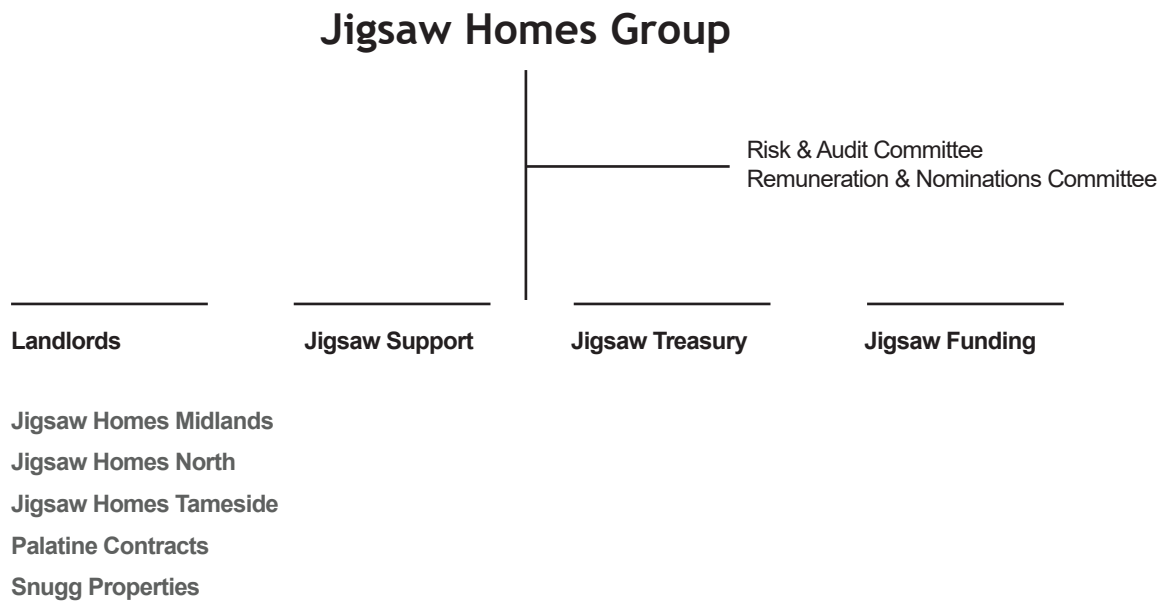 Jigsaw Homes Group
Risk & Audit Committee
Remuneration & Nominations Committee
Landlords
Jigsaw Support
Jigsaw Treasury
Jigsaw Funding
Jigsaw Homes Midlands
Jigsaw Homes North
Jigsaw Homes Tameside
Palatine Contracts
Snugg Properties